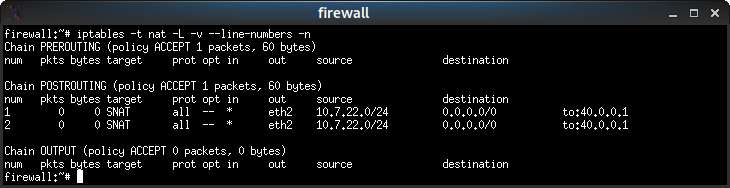 firewall
firewall:~# iptables -t nat -L -v --line-numbers -n
Chain PREROUTING (policy ACCEPT 1 packets, 60 bytes)
num   pkts bytes target     prot opt in     out     source               destination

Chain POSTROUTING (policy ACCEPT 1 packets, 60 bytes)
num   pkts bytes target     prot opt in     out     source               destination
1        0     0 SNAT       all  --  *      eth2    10.7.22.0/24         0.0.0.0/0           to:40.0.0.1
2        0     0 SNAT       all  --  *      eth2    10.7.22.0/24         0.0.0.0/0           to:40.0.0.1

Chain OUTPUT (policy ACCEPT 0 packets, 0 bytes)
num   pkts bytes target     prot opt in     out     source               destination
firewall:~#